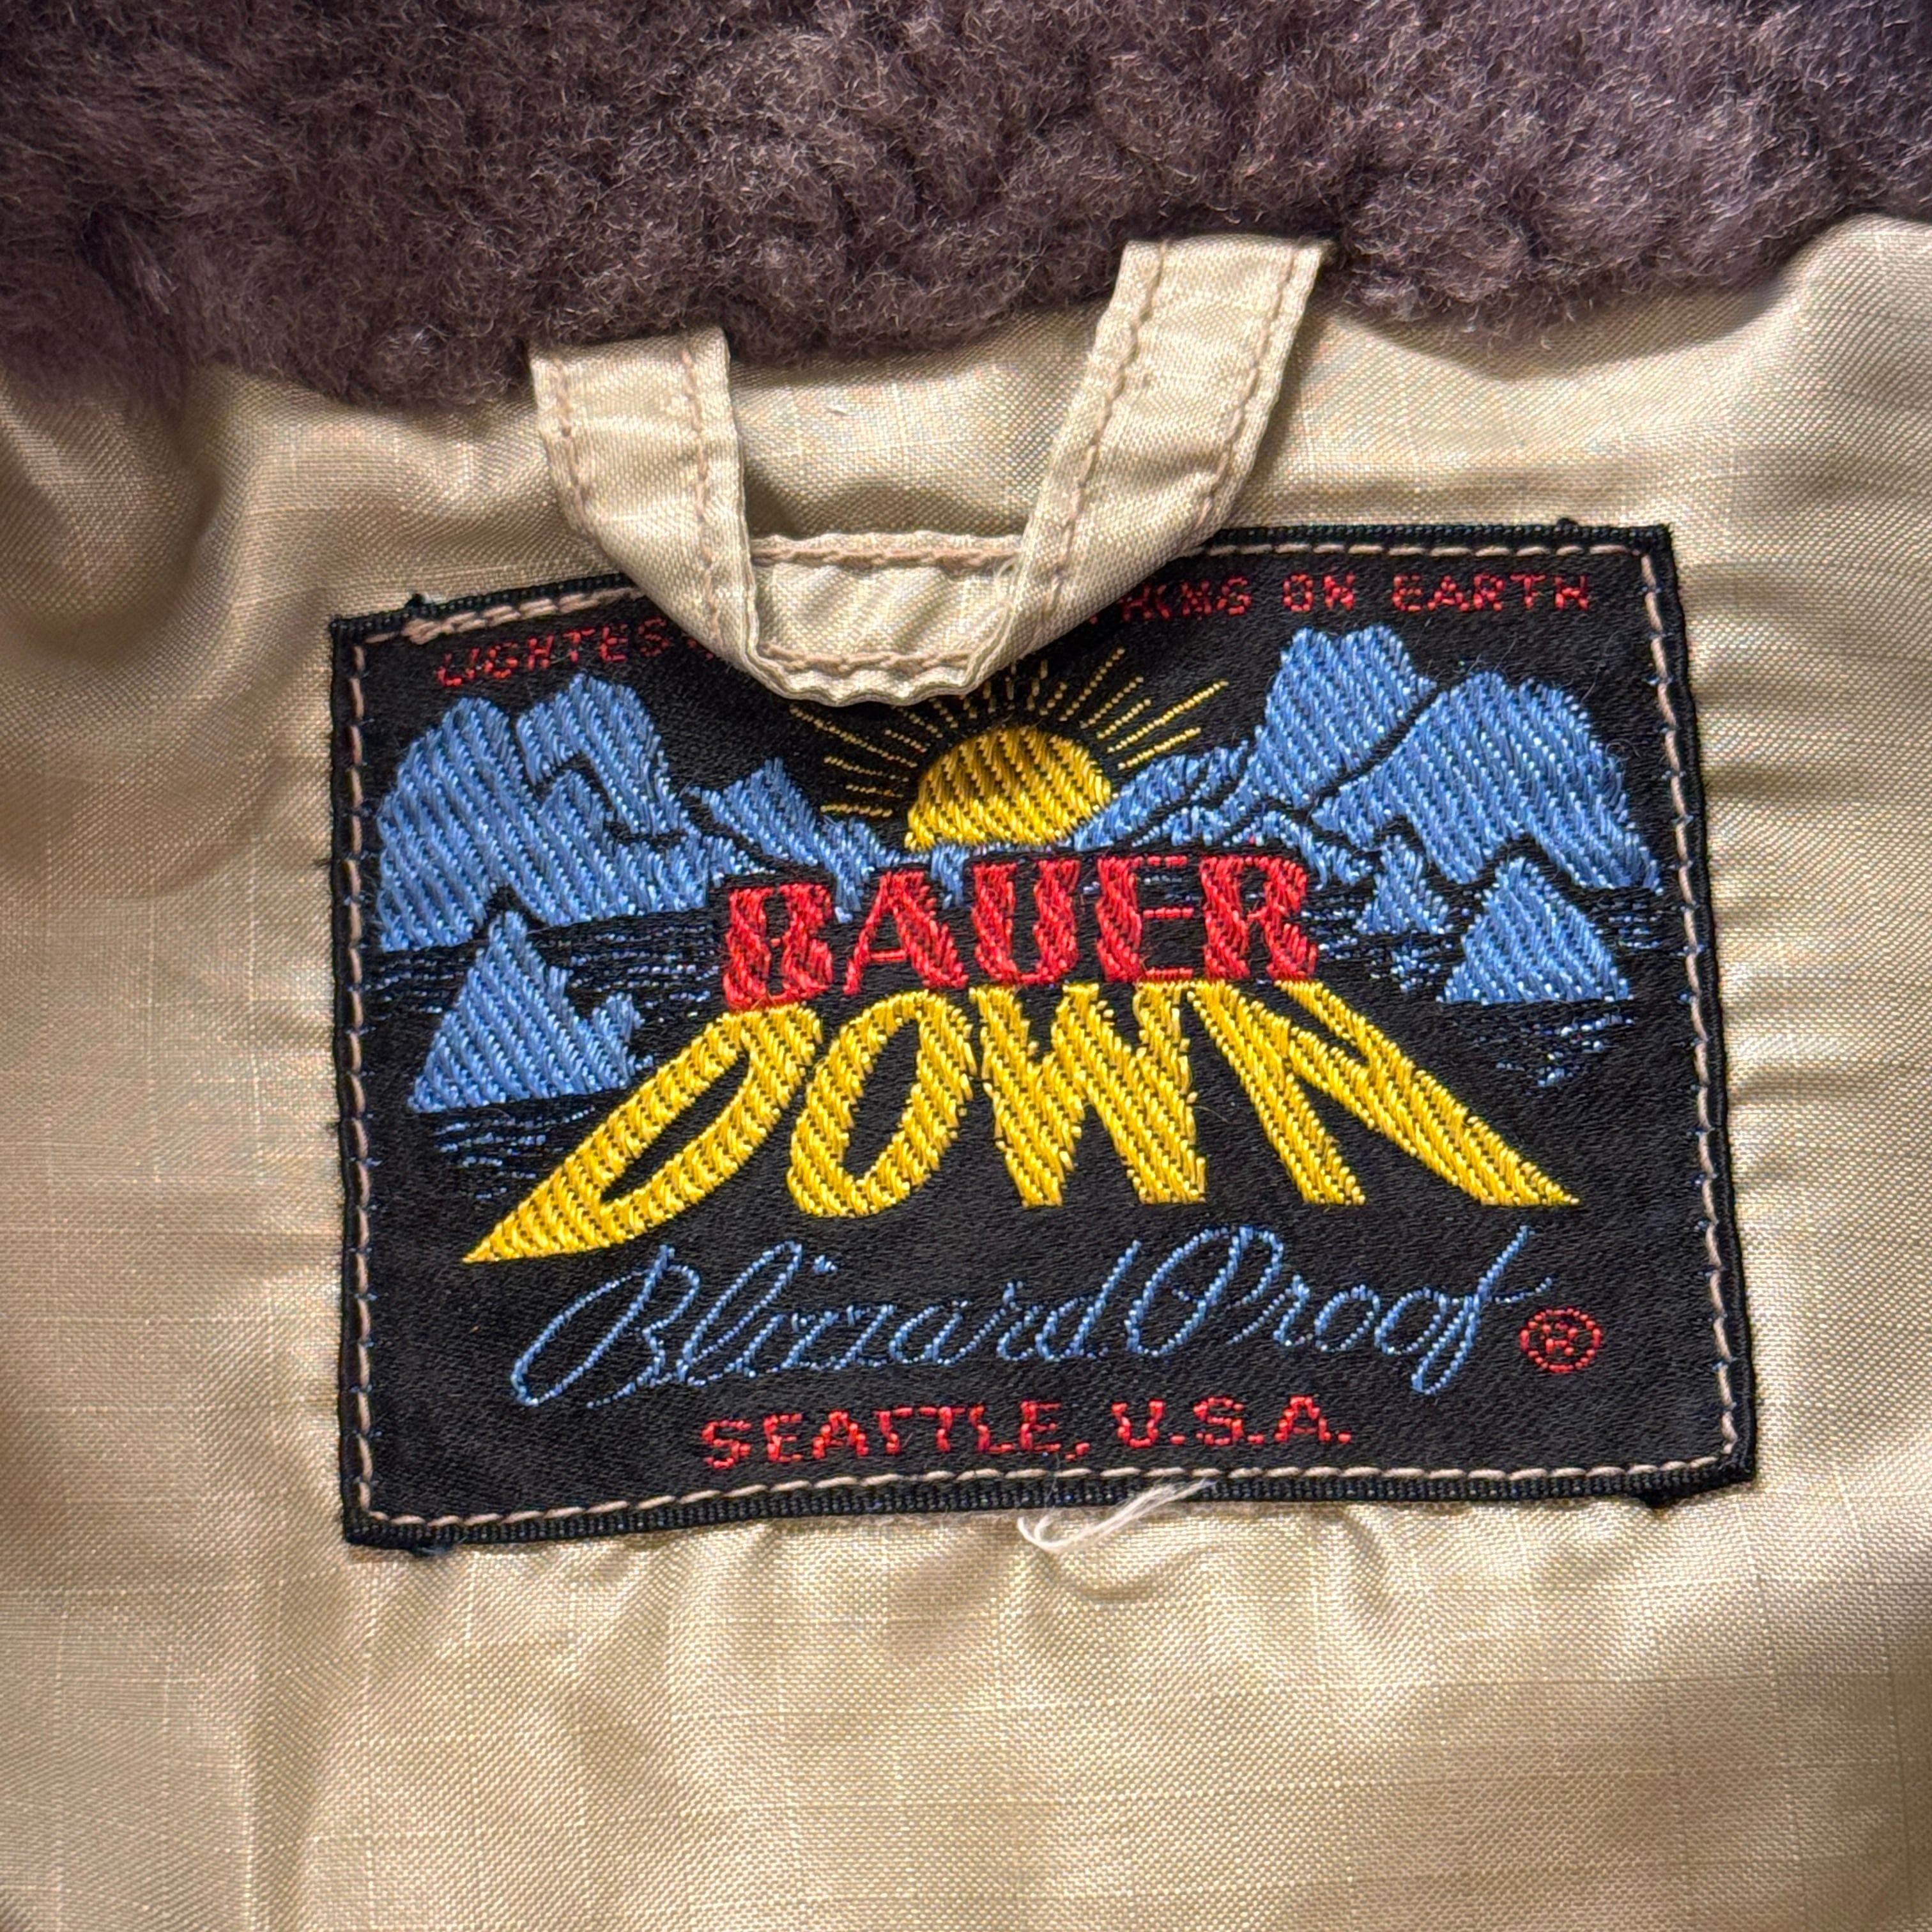 LIGHTES HING ON EARTH
BAUER
DOWN
Blizzard Proof ®
SEATTLE, U.S.A.